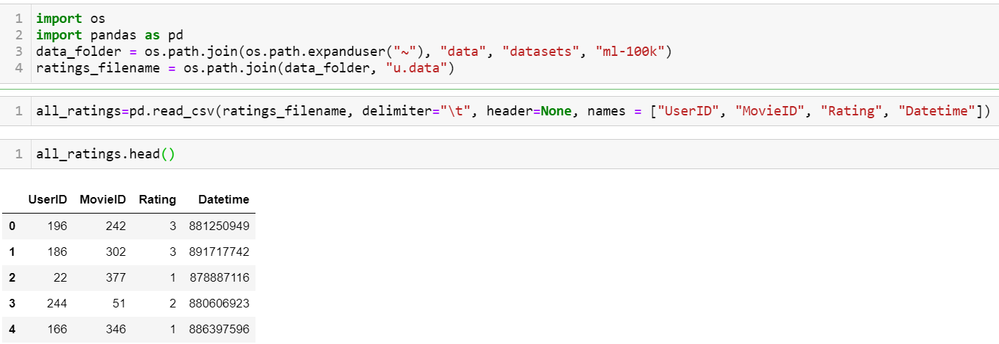 1 import os
2 import pandas as pd
3 data_folder = os.path.join(os.path.expanduser("~"), "data", "datasets", "ml-100k")
4 ratings_filename = os.path.join(data_folder, "u.data")
1 all_ratings=pd.read_csv(ratings_filename, delimiter="\t", header=None, names = ["UserID", "MovieID", "Rating", "Datetime"])
1 all_ratings.head()
UserID MovieID Rating Datetime
0 196 242 3 881250949
1 186 302 3 891717742
2 22 377 1 878887116
3 244 51 2 880606923
4 166 346 1 886397596